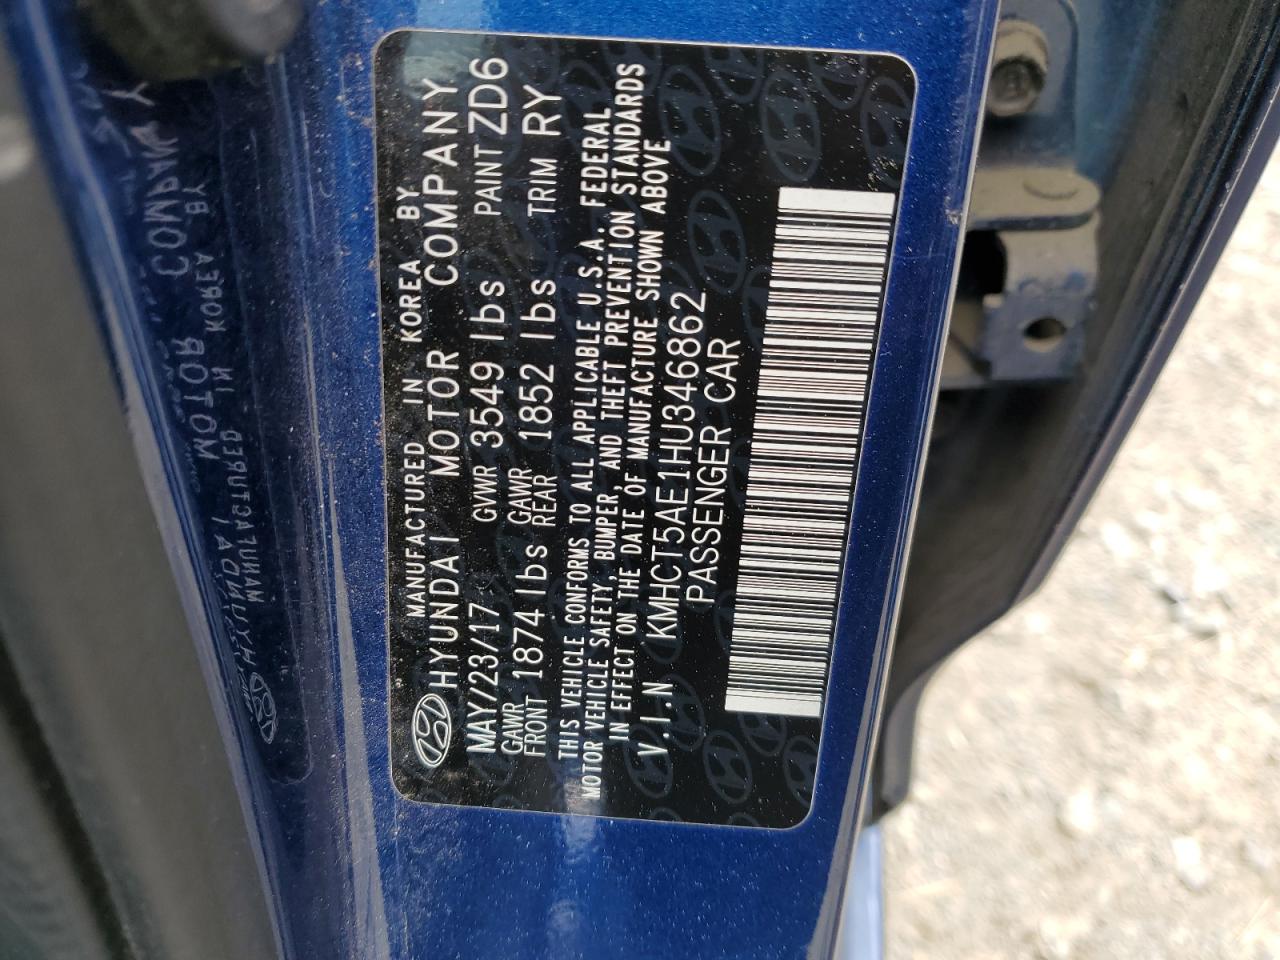 MANUFACTURED IN KOREA BY
HYUNDAI MOTOR COMPANY
MAY/23/17 GVWR 3549 lbs PAINT ZD6
GAWR FRONT 1874 lbs GAWR REAR 1852 lbs TRIM RY
THIS VEHICLE CONFORMS TO ALL APPLICABLE U.S.A. FEDERAL
MOTOR VEHICLE SAFETY, BUMPER, AND THEFT PREVENTION STANDARDS
IN EFFECT ON THE DATE OF MANUFACTURE SHOWN ABOVE
V.I.N KMHCT5AE1HU346862
PASSENGER CAR